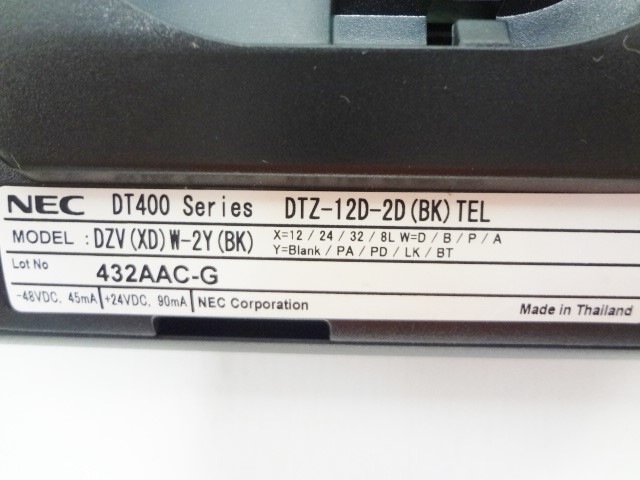 NEC DT400 Series DTZ-12D-2D(BK)TEL
MODEL : DZV(XD)W-2Y(BK) X=12 / 24 / 32 / 8L W=D / B / P / A
Y=Blank / PA / PD / LK / BT
Lot No 432AAC-G
-48VDC, 45mA +24VDC, 90mA NEC Corporation Made in Thailand